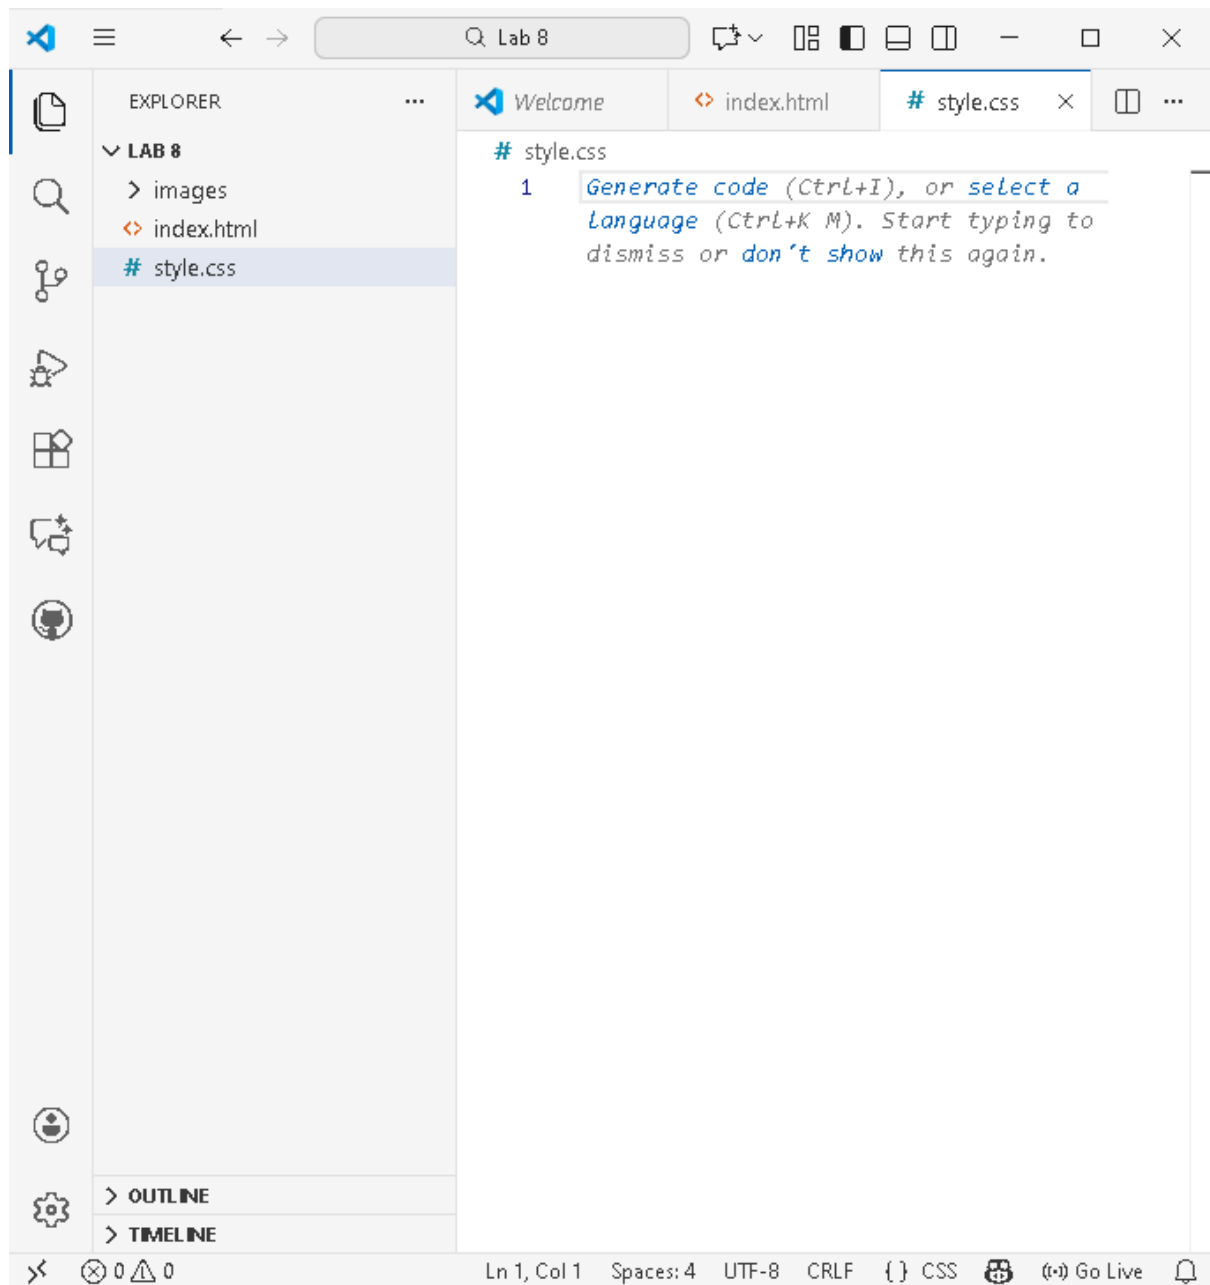 Lab 8
EXPLORER
Welcome
index.html
# style.css
LAB 8
images
index.html
# style.css
# style.css
1 Generate code (Ctrl+I), or select a
language (Ctrl+K M). Start typing to
dismiss or don't show this again.
OUTLINE
TIMELINE
0 0
Ln 1, Col 1 Spaces: 4 UTF-8 CRLF { } CSS Go Live